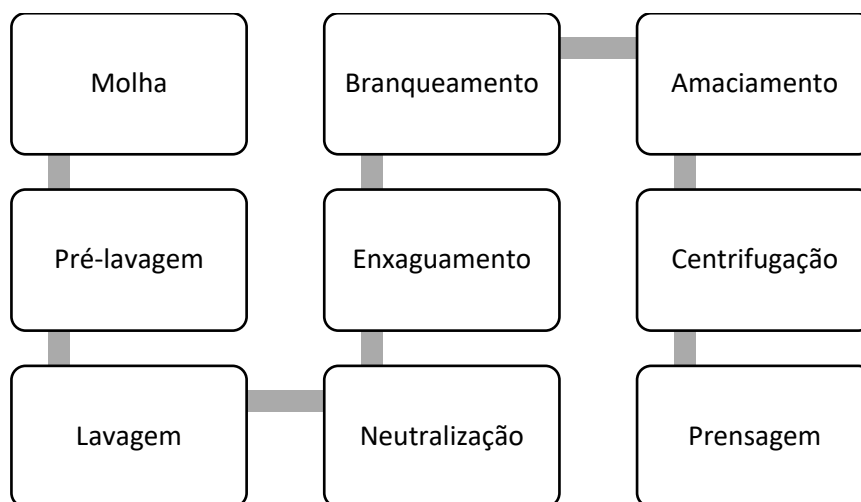 Molha
Pré-lavagem
Lavagem
Neutralização
Enxaguamento
Branqueamento
Amaciamento
Centrifugação
Prensagem